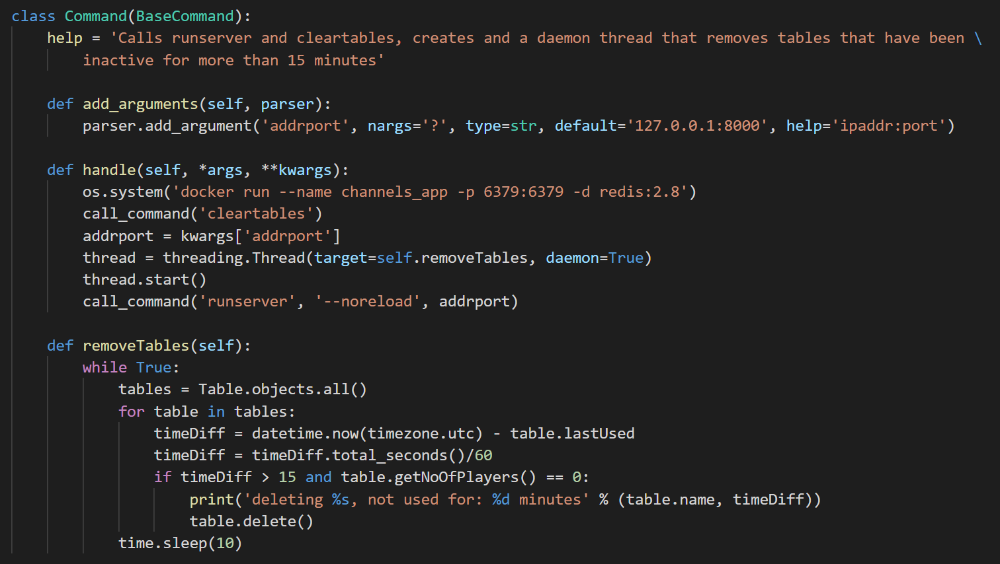 class Command(BaseCommand):
    help = 'Calls runserver and cleartables, creates and a daemon thread that removes tables that have been \
        inactive for more than 15 minutes'

    def add_arguments(self, parser):
        parser.add_argument('addrport', nargs='?', type=str, default='127.0.0.1:8000', help='ipaddr:port')

    def handle(self, *args, **kwargs):
        os.system('docker run --name channels_app -p 6379:6379 -d redis:2.8')
        call_command('cleartables')
        addrport = kwargs['addrport']
        thread = threading.Thread(target=self.removeTables, daemon=True)
        thread.start()
        call_command('runserver', '--noreload', addrport)

    def removeTables(self):
        while True:
            tables = Table.objects.all()
            for table in tables:
                timeDiff = datetime.now(timezone.utc) - table.lastUsed
                timeDiff = timeDiff.total_seconds()/60
                if timeDiff > 15 and table.getNoOfPlayers() == 0:
                    print('deleting %s, not used for: %d minutes' % (table.name, timeDiff))
                    table.delete()
            time.sleep(10)